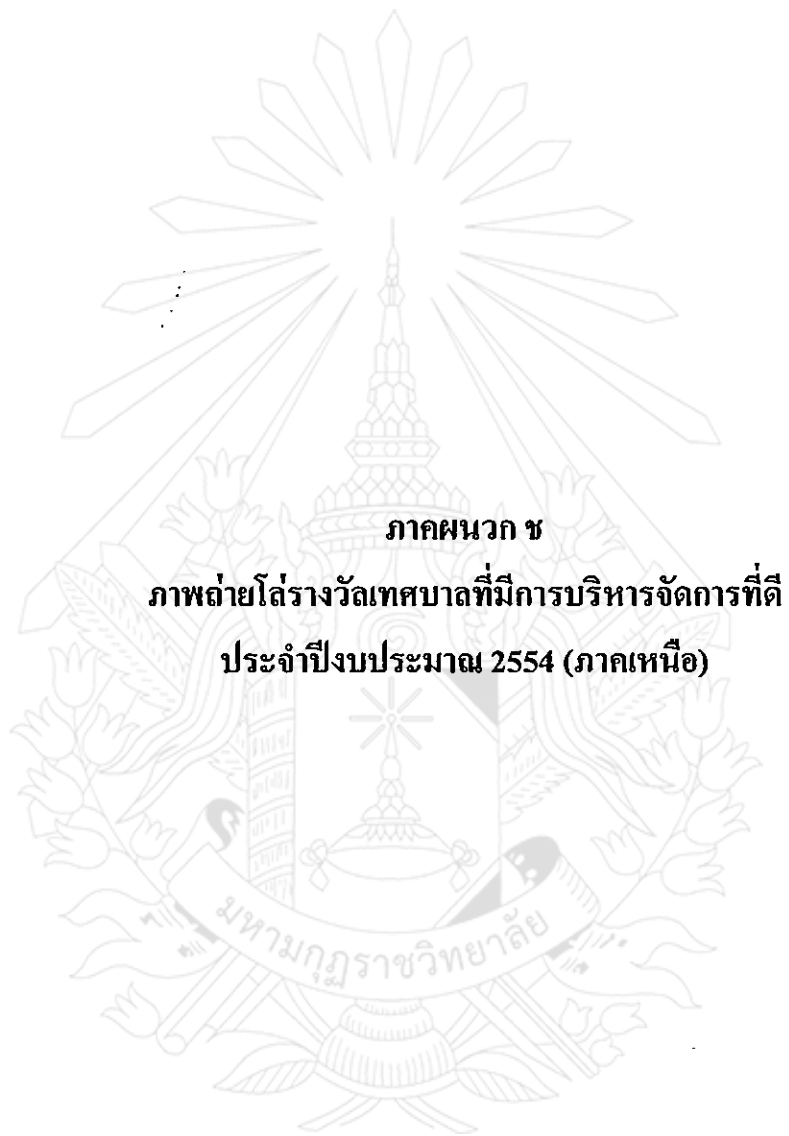 ภาคผนวก ช
ภาพถ่ายโล่รางวัลเทศบาลที่มีการบริหารจัดการที่ดี
ประจำปีงบประมาณ 2554 (ภาคเหนือ)
มหามกุฏราชวิทยาลัย